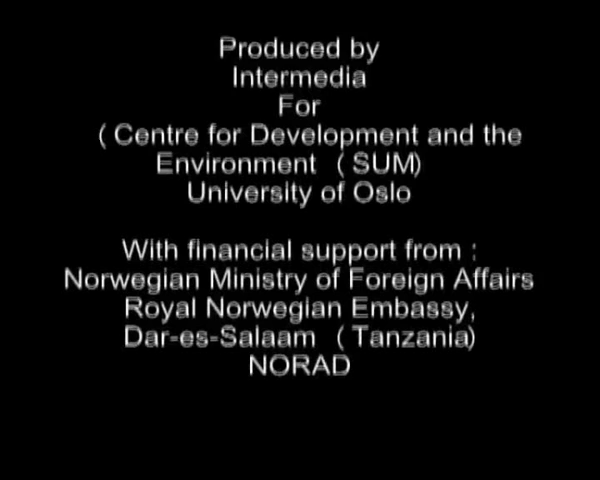 Produced by
Intermedia
For
( Centre for Development and the
Environment ( SUM)
University of Oslo
With financial support from :
Norwegian Ministry of Foreign Affairs
Royal Norwegian Embassy,
Dar-es-Salaam ( Tanzania)
NORAD